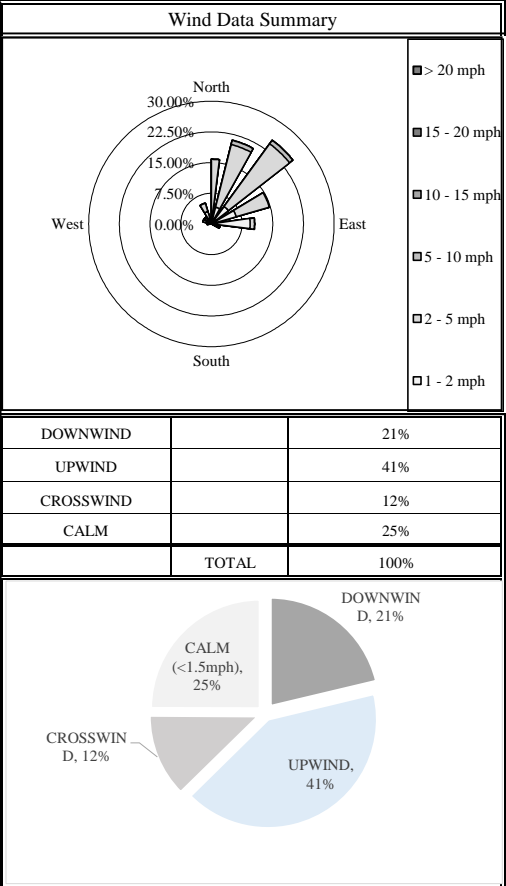 Wind Data Summary
North
30.00%
22.50%
15.00%
7.50%
0.00%
West
East
South
> 20 mph
15 - 20 mph
10 - 15 mph
5 - 10 mph
2 - 5 mph
1 - 2 mph
DOWNWIND 21%
UPWIND 41%
CROSSWIND 12%
CALM 25%
TOTAL 100%
DOWNWIN
D, 21%
CALM
(<1.5mph),
25%
CROSSWIN
D, 12%
UPWIND,
41%